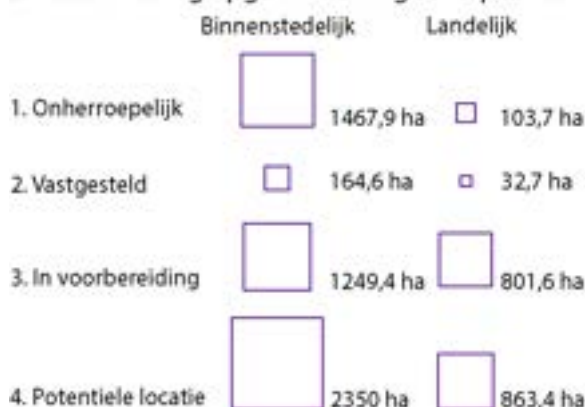 Binnenstedelijk Landelijk
1. Onherroepelijk 1467,9 ha 103,7 ha
2. Vastgesteld 164,6 ha 32,7 ha
3. In voorbereiding 1249,4 ha 801,6 ha
4. Potentiele locatie 2350 ha 863,4 ha